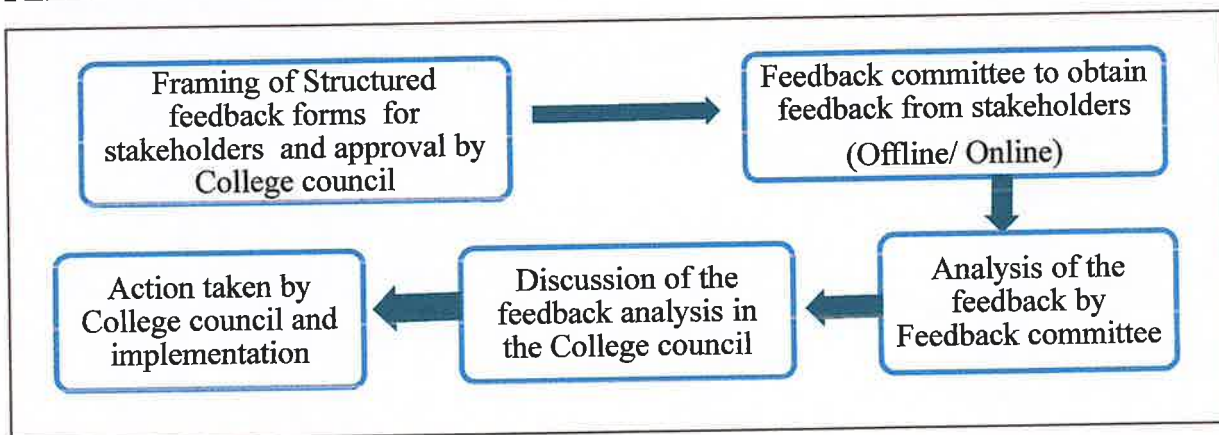 Framing of Structured
feedback forms for
stakeholders and approval by
College council
Feedback committee to obtain
feedback from stakeholders
(Offline/ Online)
Analysis of the
feedback by
Feedback committee
Discussion of the
feedback analysis in
the College council
Action taken by
College council and
implementation